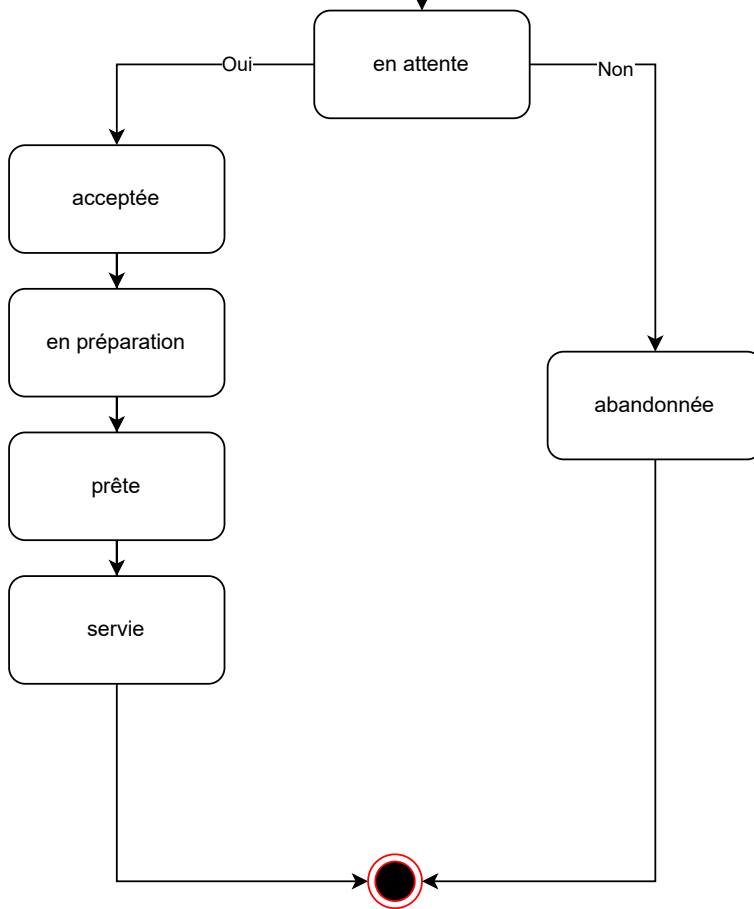 en attente
Oui
Non
acceptée
en préparation
abandonnée
prête
servie